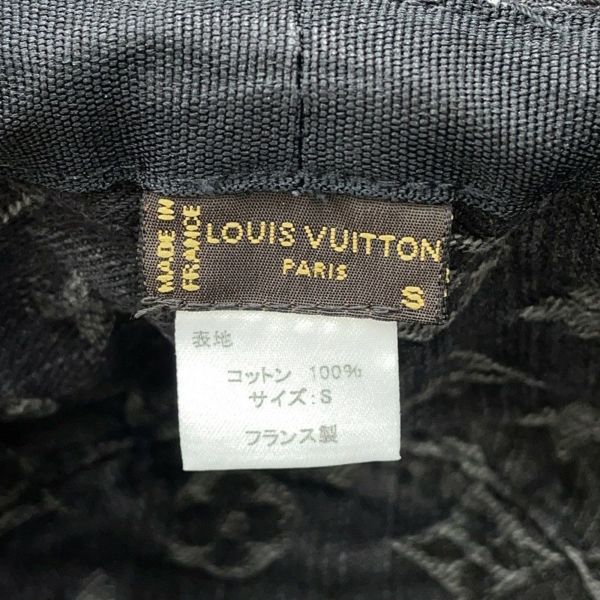 MADE IN
FRANCE
LOUIS VUITTON
PARIS
S
表地
コットン 100%
サイズ:S
フランス製